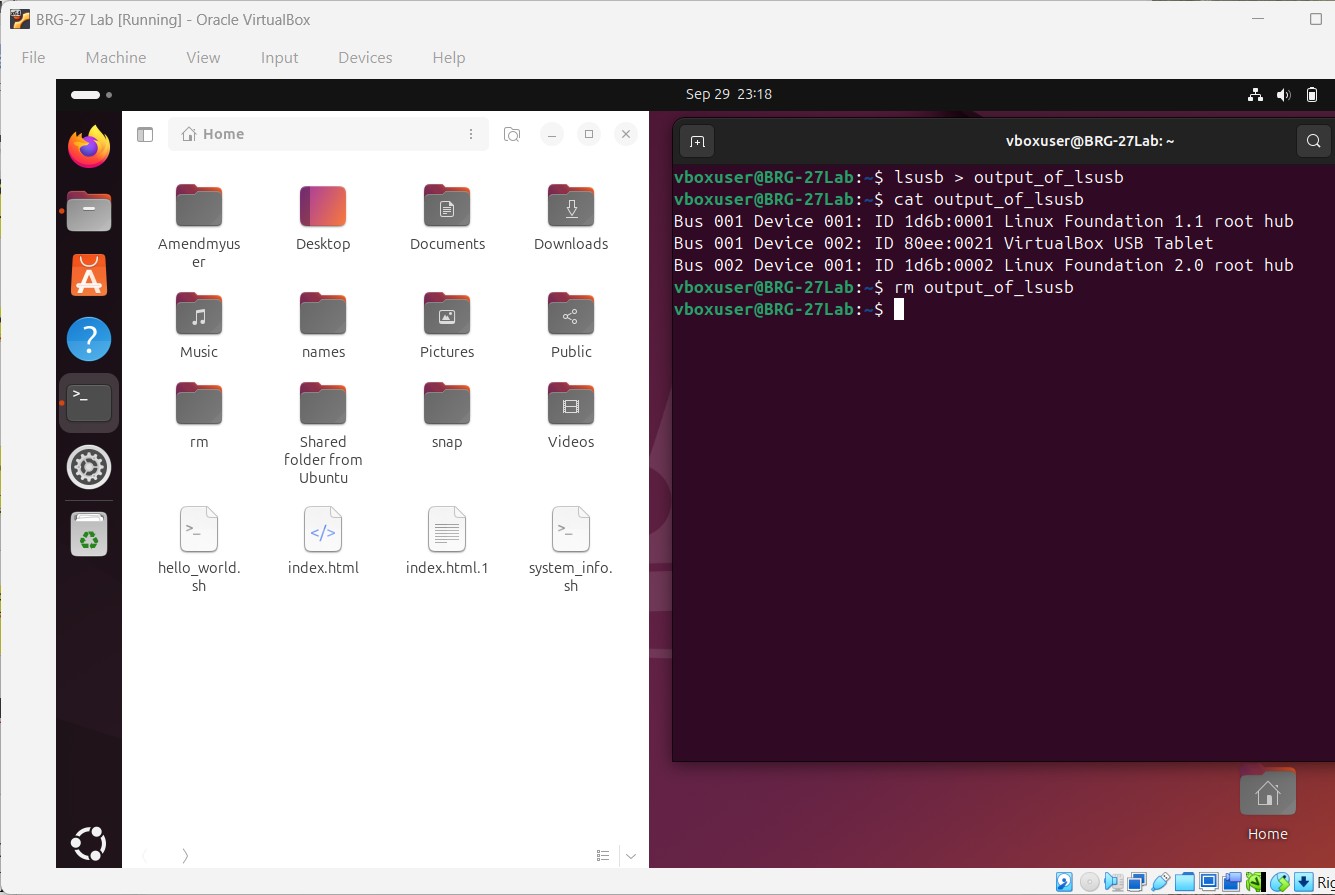 BRG-27 Lab [Running] - Oracle VirtualBox
File Machine View Input Devices Help
Sep 29 23:18
Home
Amendmyus
er
Desktop
Documents
Downloads
Music
names
Pictures
Public
rm
Shared
folder from
Ubuntu
snap
Videos
hello_world.
sh
index.html
index.html.1
system_info.
sh
vboxuser@BRG-27Lab: ~
vboxuser@BRG-27Lab:~$ lsusb > output_of_lsusb
vboxuser@BRG-27Lab:~$ cat output_of_lsusb
Bus 001 Device 001: ID 1d6b:0001 Linux Foundation 1.1 root hub
Bus 001 Device 002: ID 80ee:0021 VirtualBox USB Tablet
Bus 002 Device 001: ID 1d6b:0002 Linux Foundation 2.0 root hub
vboxuser@BRG-27Lab:~$ rm output_of_lsusb
vboxuser@BRG-27Lab:~$
Home
Rig